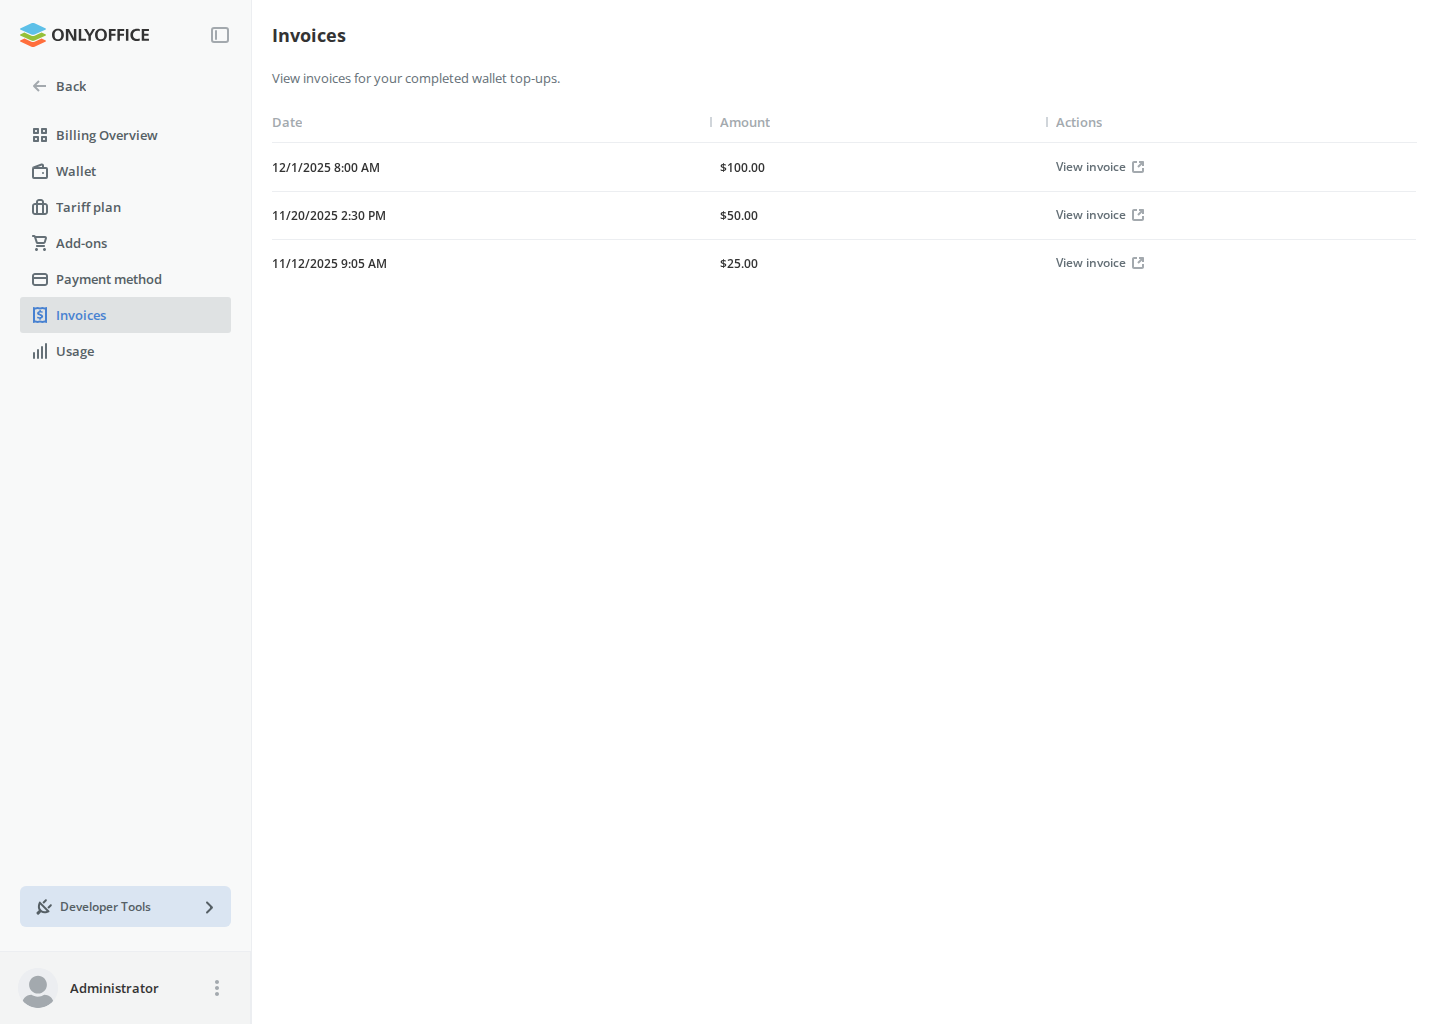 ONLYOFFICE
Back
Billing Overview
Wallet
Tariff plan
Add-ons
Payment method
Invoices
Usage
Developer Tools
Administrator
Invoices
View invoices for your completed wallet top-ups.
Date Amount Actions
12/1/2025 8:00 AM $100.00 View invoice
11/20/2025 2:30 PM $50.00 View invoice
11/12/2025 9:05 AM $25.00 View invoice